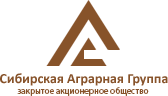 Сибирская Аграрная Группа
закрытое акционерное общество